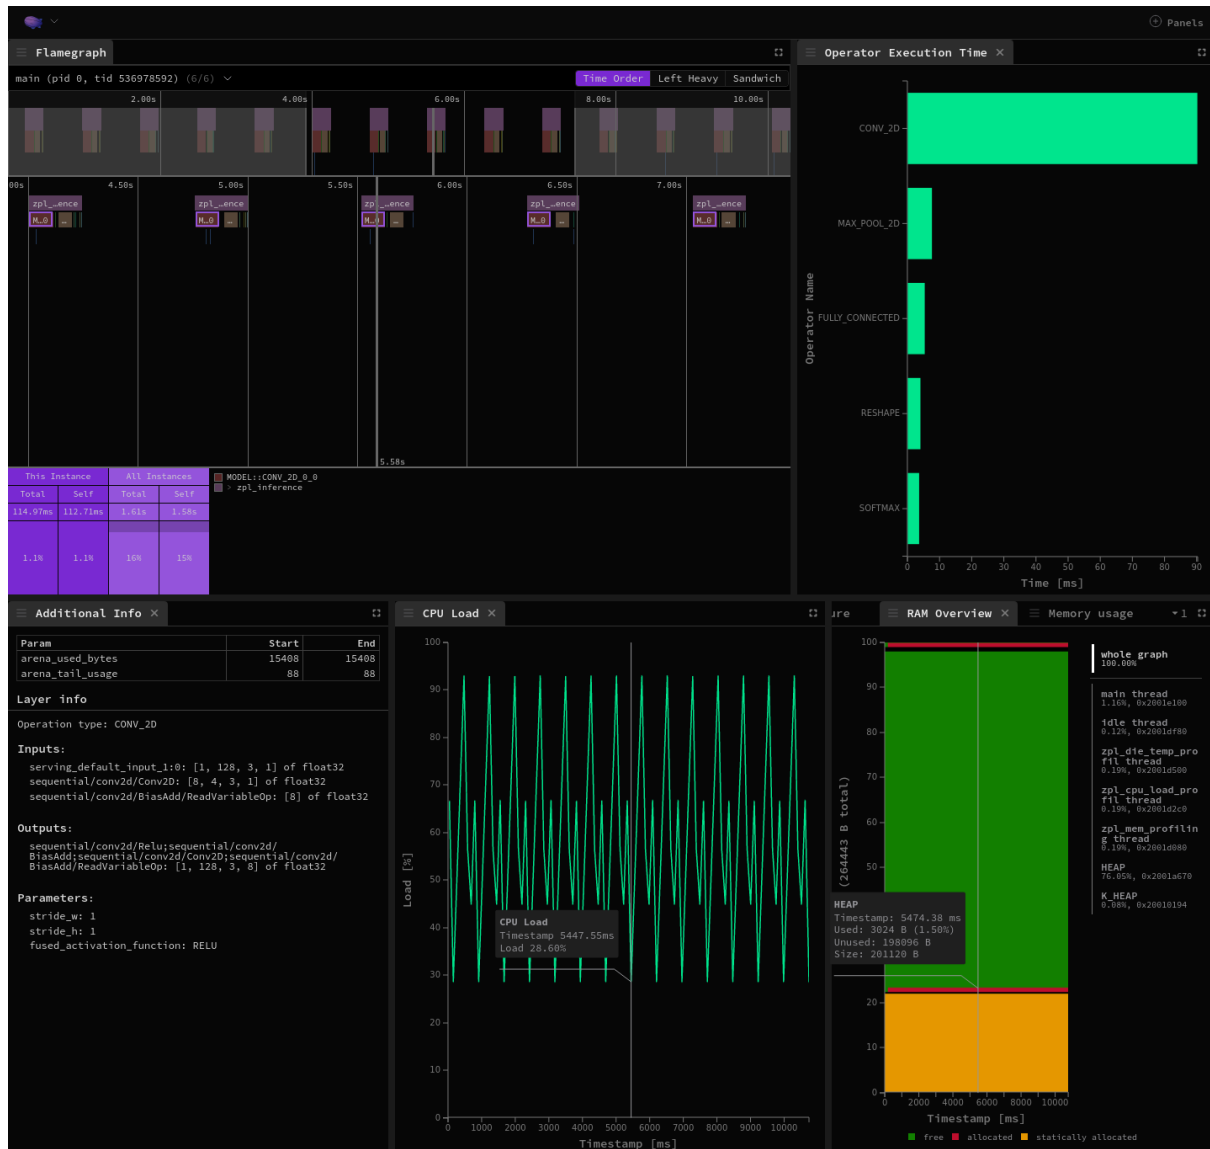 Panels
Flamegraph
main (pid 0, tid 536978592) (6/6)
Time Order Left Heavy Sandwich
2.00s 4.00s 6.00s 8.00s 10.00s
00s 4.50s 5.00s 5.50s 6.00s 6.50s 7.00s
zpl_…ence zpl_…ence zpl_…ence zpl_…ence zpl_…ence
M…0 … M…0 … M…0 … M…0 … M…0 …
5.58s
This Instance All Instances
Total Self Total Self
114.97ms 112.71ms 1.61s 1.58s
1.1% 1.1% 16% 15%
MODEL::CONV_2D_0_0
> zpl_inference
Operator Execution Time ×
Operator Name
CONV_2D
MAX_POOL_2D
FULLY_CONNECTED
RESHAPE
SOFTMAX
0 10 20 30 40 50 60 70 80 90
Time [ms]
Additional Info ×
Param Start End
arena_used_bytes 15408 15408
arena_tail_usage 88 88
Layer info
Operation type: CONV_2D
Inputs:
serving_default_input_1:0: [1, 128, 3, 1] of float32
sequential/conv2d/Conv2D: [8, 4, 3, 1] of float32
sequential/conv2d/BiasAdd/ReadVariableOp: [8] of float32
Outputs:
sequential/conv2d/Relu;sequential/conv2d/
BiasAdd;sequential/conv2d/Conv2D;sequential/conv2d/
BiasAdd/ReadVariableOp: [1, 128, 3, 8] of float32
Parameters:
stride_w: 1
stride_h: 1
fused_activation_function: RELU
CPU Load ×
Load [%]
100
90
80
70
60
50
40
30
20
10
0
CPU Load
Timestamp 5447.55ms
Load 28.60%
0 1000 2000 3000 4000 5000 6000 7000 8000 9000 10000
Timestamp [ms]
ure
RAM Overview ×
Memory usage
1
(264443 B total)
100
90
80
70
60
50
20
10
0
HEAP
Timestamp: 5474.38 ms
Used: 3024 B (1.50%)
Unused: 198096 B
Size: 201120 B
0 2000 4000 6000 8000 10000
Timestamp [ms]
free allocated statically allocated
whole graph
100.00%
main thread
1.16%, 0x2001e100
idle thread
0.12%, 0x2001df80
zpl_die_temp_pro
fil thread
0.19%, 0x2001d500
zpl_cpu_load_pro
fil thread
0.19%, 0x2001d2c0
zpl_mem_profilin
g thread
0.19%, 0x2001d080
HEAP
76.05%, 0x2001a670
K_HEAP
0.08%, 0x20010194